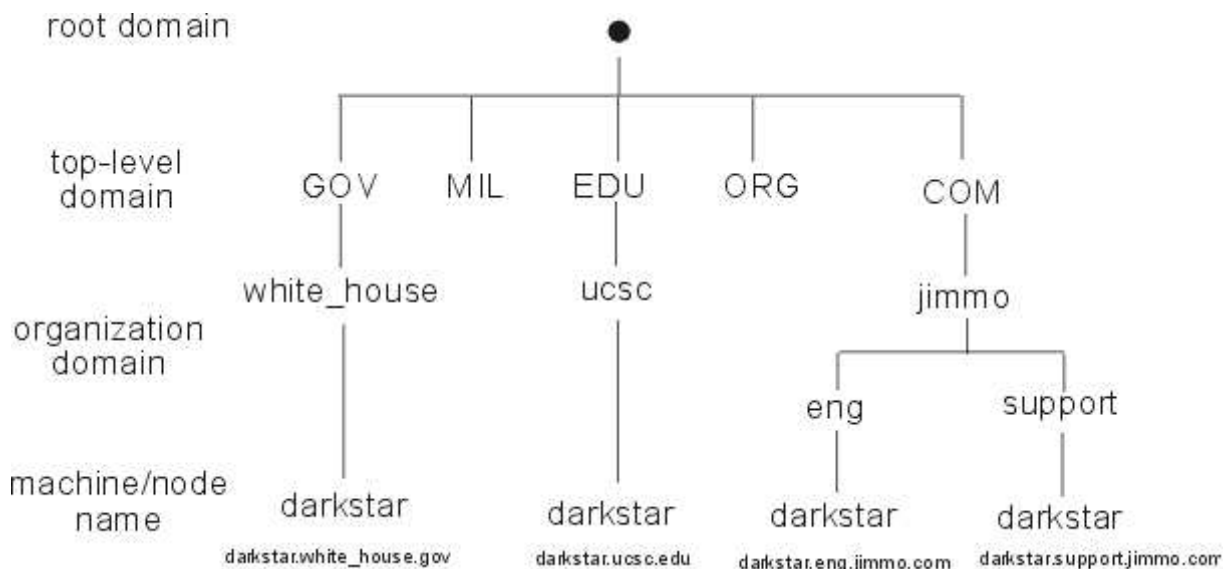 root domain
top-level
domain
GOV MIL EDU ORG COM
white_house ucsc jimmo
organization
domain
eng support
machine/node
name
darkstar darkstar darkstar darkstar
darkstar.white_house.gov darkstar.ucsc.edu darkstar.eng.jimmo.com darkstar.support.jimmo.com